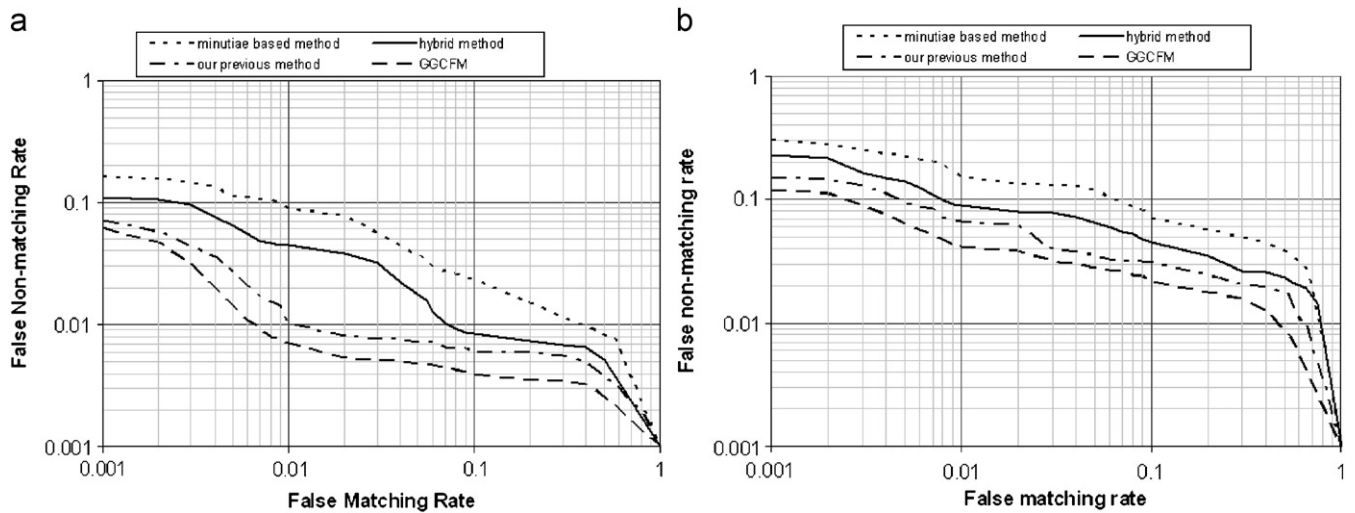 a
minutiae based method hybrid method
our previous method GGCFM
1
0.1
0.01
0.001
False Non-matching Rate
0.001 0.01 0.1 1
False Matching Rate
b
minutiae based method hybrid method
our previous method GGCFM
1
0.1
0.01
0.001
False non-matching rate
0.001 0.01 0.1 1
False matching rate